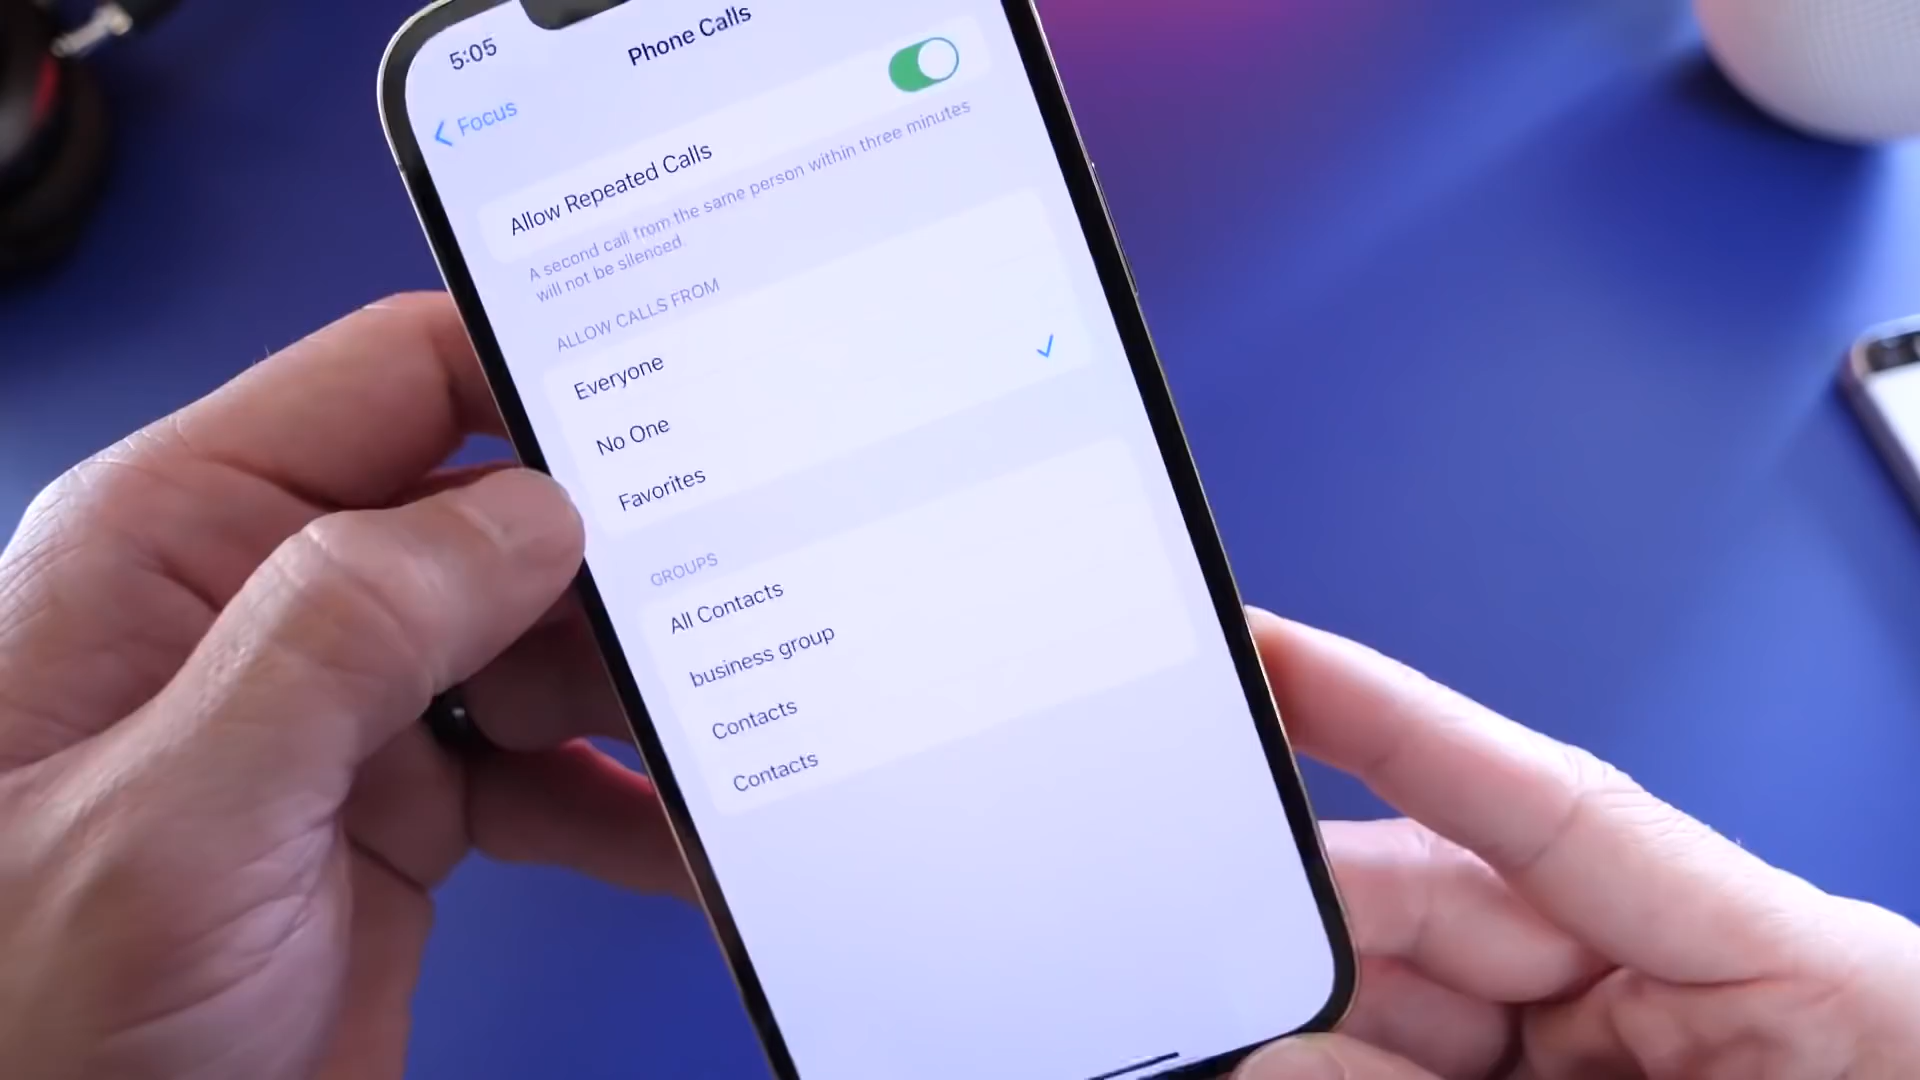 5:05
Phone Calls
Focus
Allow Repeated Calls
A second call from the same person within three minutes
will not be silenced.
ALLOW CALLS FROM
Everyone
No One
Favorites
GROUPS
All Contacts
business group
Contacts
Contacts